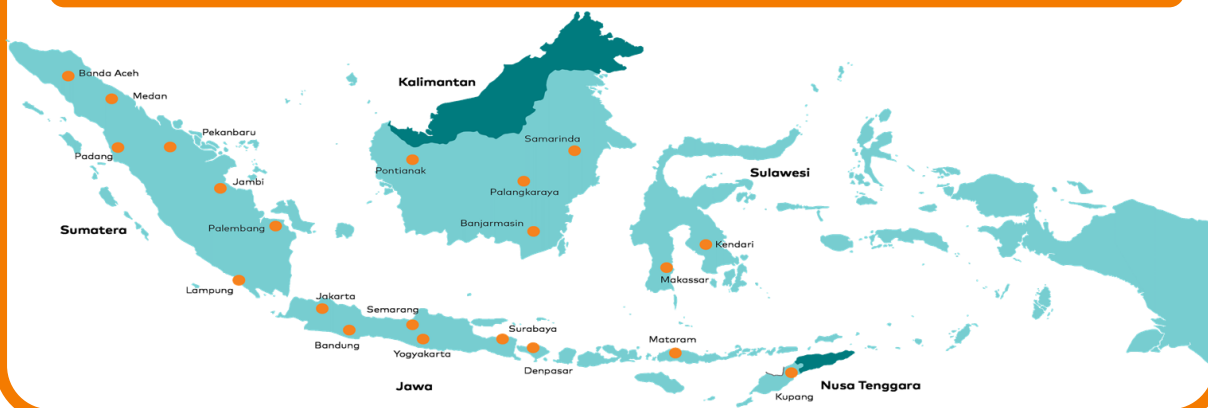 Banda Aceh
Medan
Pekanbaru
Padang
Jambi
Palembang
Sumatera
Lampung
Kalimantan
Samarinda
Pontianak
Palangkaraya
Banjarmasin
Sulawesi
Kendari
Makassar
Jakarta
Semarang
Bandung
Yogyakarta
Surabaya
Denpasar
Mataram
Jawa
Nusa Tenggara
Kupang